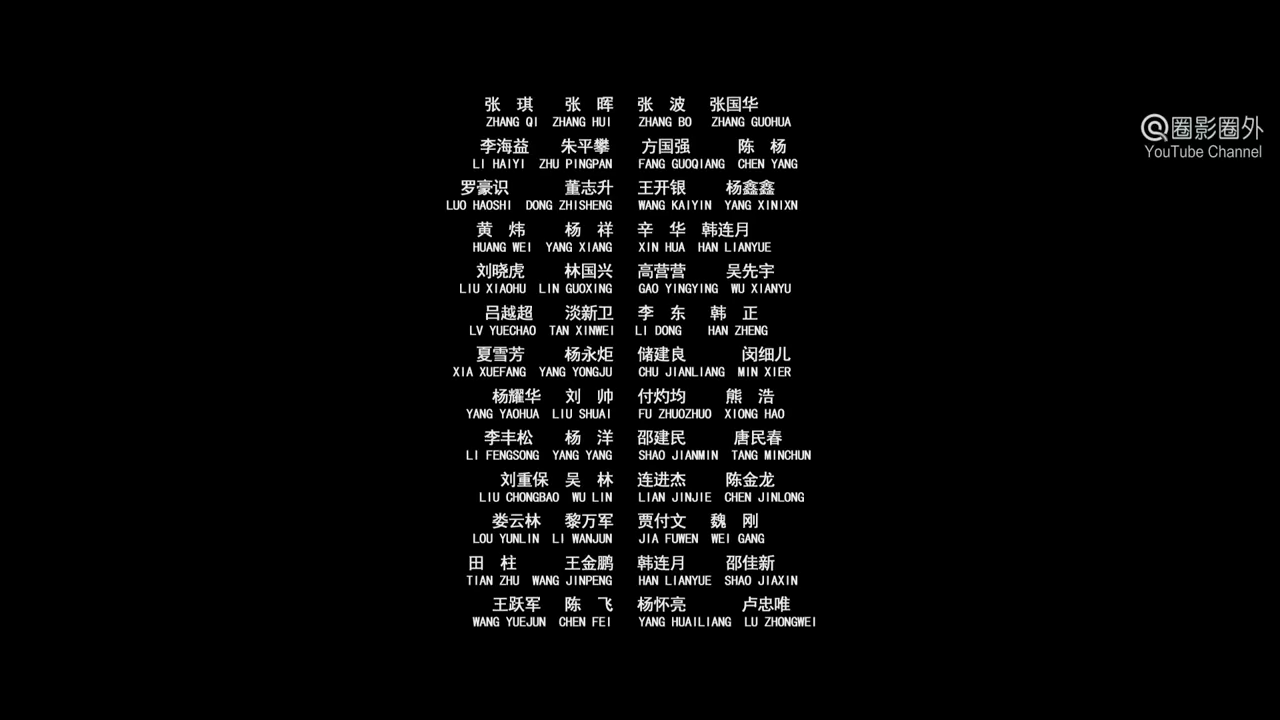 张 琪 张 晖 张 波 张国华
ZHANG QI ZHANG HUI ZHANG BO ZHANG GUOHUA
李海益 朱平攀 方国强 陈 杨
LI HAIYI ZHU PINGPAN FANG GUOQIANG CHEN YANG
罗豪识 董志升 王开银 杨鑫鑫
LUO HAOSHI DONG ZHISHENG WANG KAIYIN YANG XINIXN
黄 炜 杨 祥 辛 华 韩连月
HUANG WEI YANG XIANG XIN HUA HAN LIANYUE
刘晓虎 林国兴 高营营 吴先宇
LIU XIAOHU LIN GUOXING GAO YINGYING WU XIANYU
吕越超 淡新卫 李 东 韩 正
LV YUECHAO TAN XINWEI LI DONG HAN ZHENG
夏雪芳 杨永炬 储建良 闵细儿
XIA XUEFANG YANG YONGJU CHU JIANLIANG MIN XIER
杨耀华 刘 帅 付灼均 熊 浩
YANG YAOHUA LIU SHUAI FU ZHUOZHUO XIONG HAO
李丰松 杨 洋 邵建民 唐民春
LI FENGSONG YANG YANG SHAO JIANMIN TANG MINCHUN
刘重保 吴 林 连进杰 陈金龙
LIU CHONGBAO WU LIN LIAN JINJIE CHEN JINLONG
娄云林 黎万军 贾付文 魏 刚
LOU YUNLIN LI WANJUN JIA FUWEN WEI GANG
田 柱 王金鹏 韩连月 邵佳新
TIAN ZHU WANG JINPENG HAN LIANYUE SHAO JIAXIN
王跃军 陈 飞 杨怀亮 卢忠唯
WANG YUEJUN CHEN FEI YANG HUAILIANG LU ZHONGWEI
圈影圈外
YouTube Channel